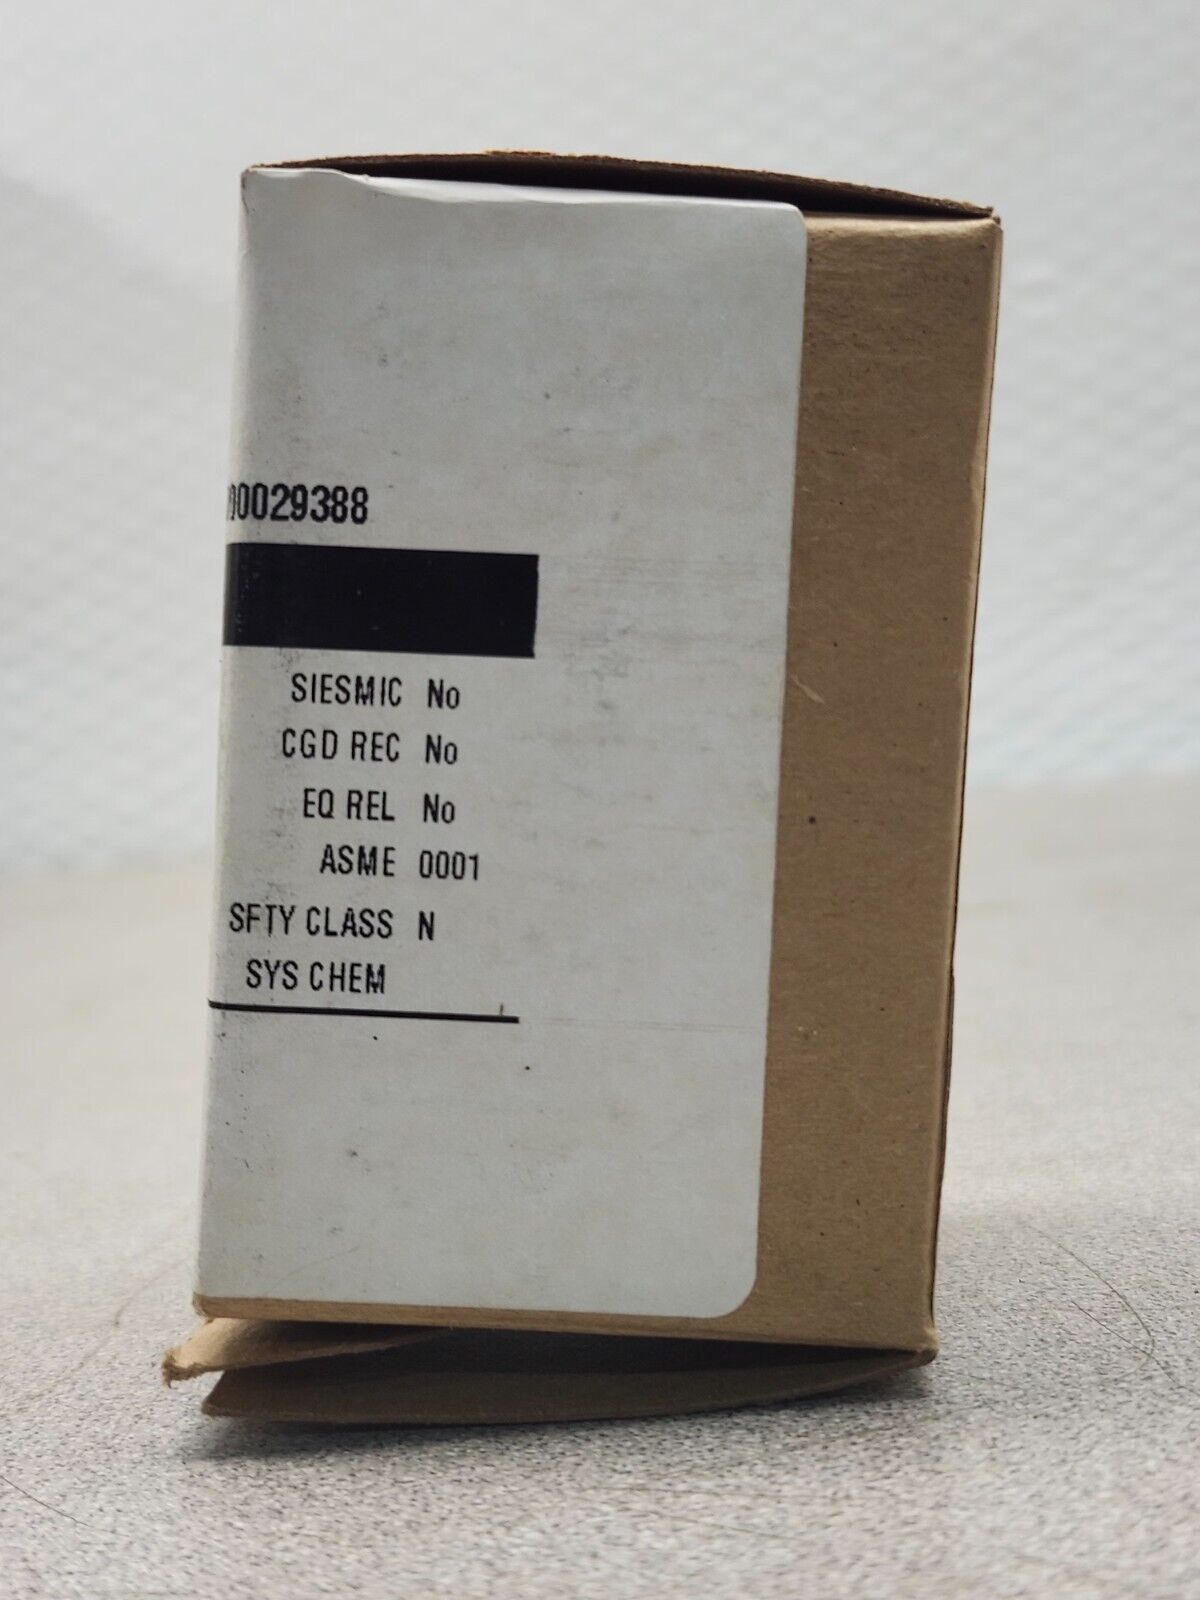 00029388
SIESMIC No
CGD REC No
EQ REL No
ASME 0001
SFTY CLASS N
SYS CHEM